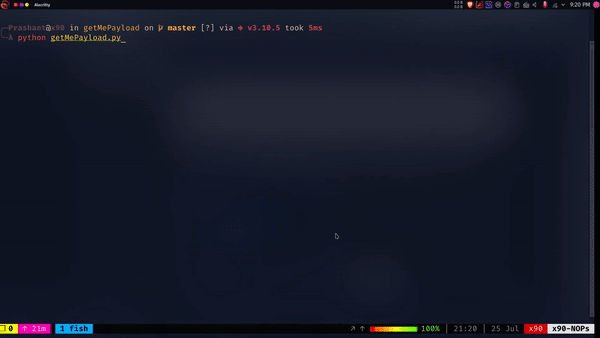 Alacritty
9:20 PM
Prashant@x90 in getMePayload on master [?] via v3.10.5 took 5ms
λ python getMePayload.py_
0 ↑ 21m 1 fish ↗ ↑ 100% | 21:20 | 25 Jul x90 x90-NOPs